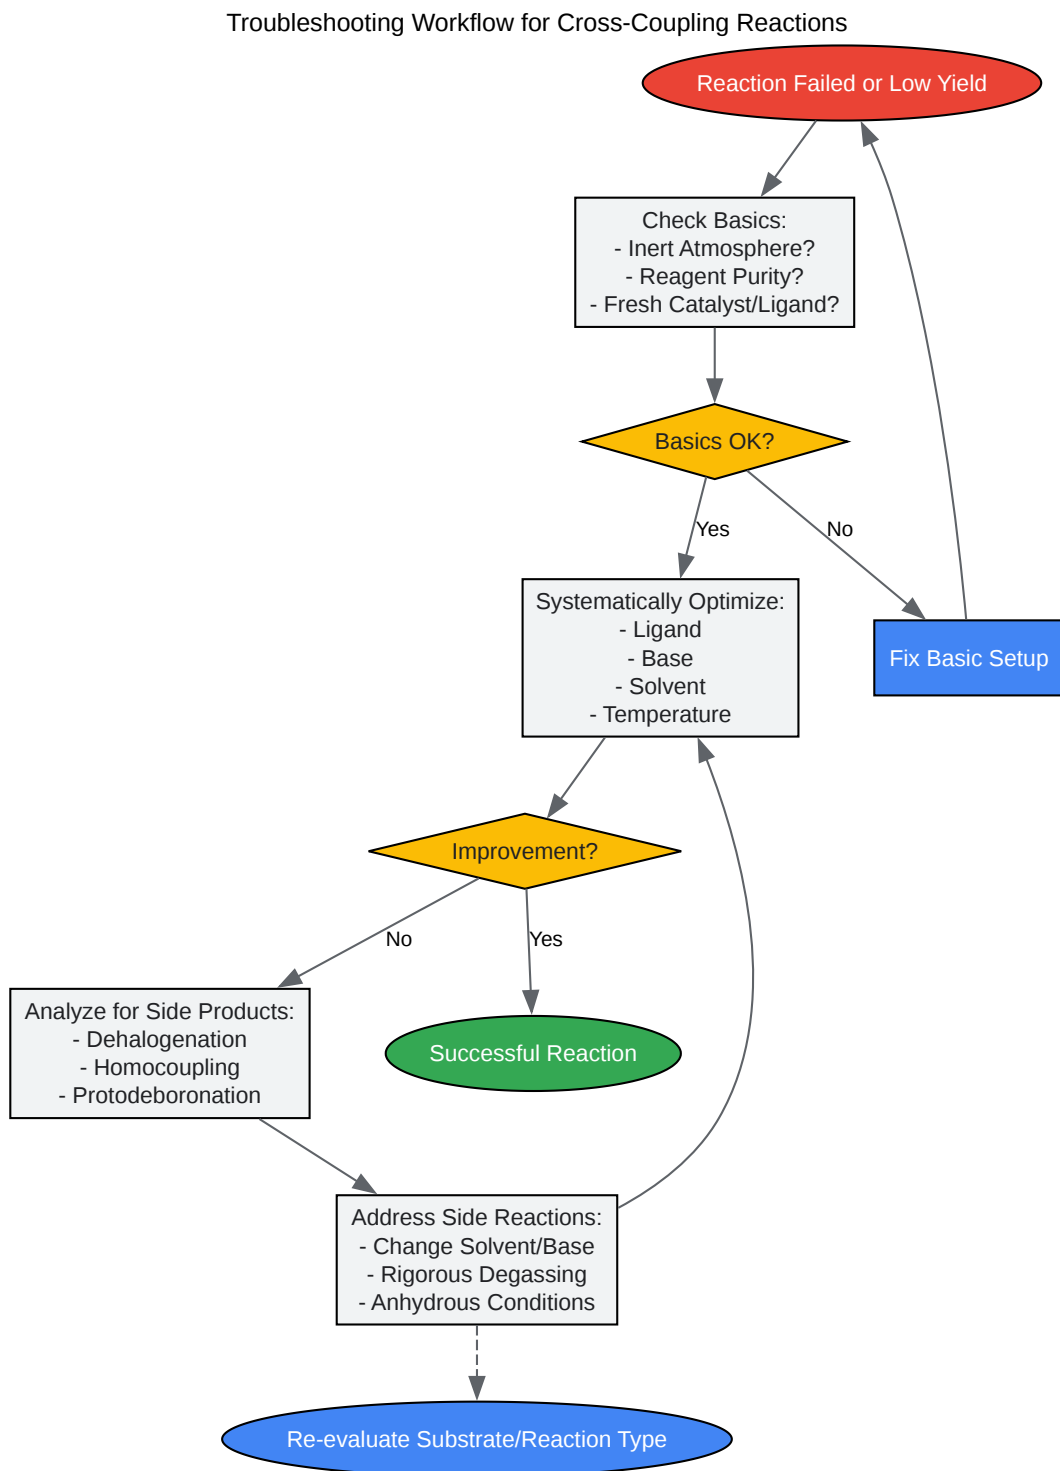 Troubleshooting Workflow for Cross-Coupling Reactions
Reaction Failed or Low Yield
Check Basics:
- Inert Atmosphere?
- Reagent Purity?
- Fresh Catalyst/Ligand?
Basics OK?
Yes
No
Systematically Optimize:
- Ligand
- Base
- Solvent
- Temperature
Fix Basic Setup
Improvement?
No
Yes
Analyze for Side Products:
- Dehalogenation
- Homocoupling
- Protodeboronation
Successful Reaction
Address Side Reactions:
- Change Solvent/Base
- Rigorous Degassing
- Anhydrous Conditions
Re-evaluate Substrate/Reaction Type